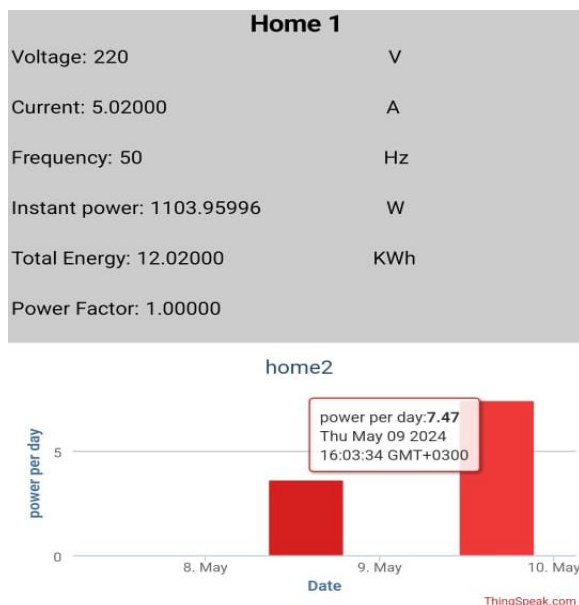 Home 1
Voltage: 220 V
Current: 5.02000 A
Frequency: 50 Hz
Instant power: 1103.95996 W
Total Energy: 12.02000 KWh
Power Factor: 1.00000
home2
power per day:7.47
Thu May 09 2024
16:03:34 GMT+0300
power per day
5
0
8. May 9. May 10. May
Date
ThingSpeak.com